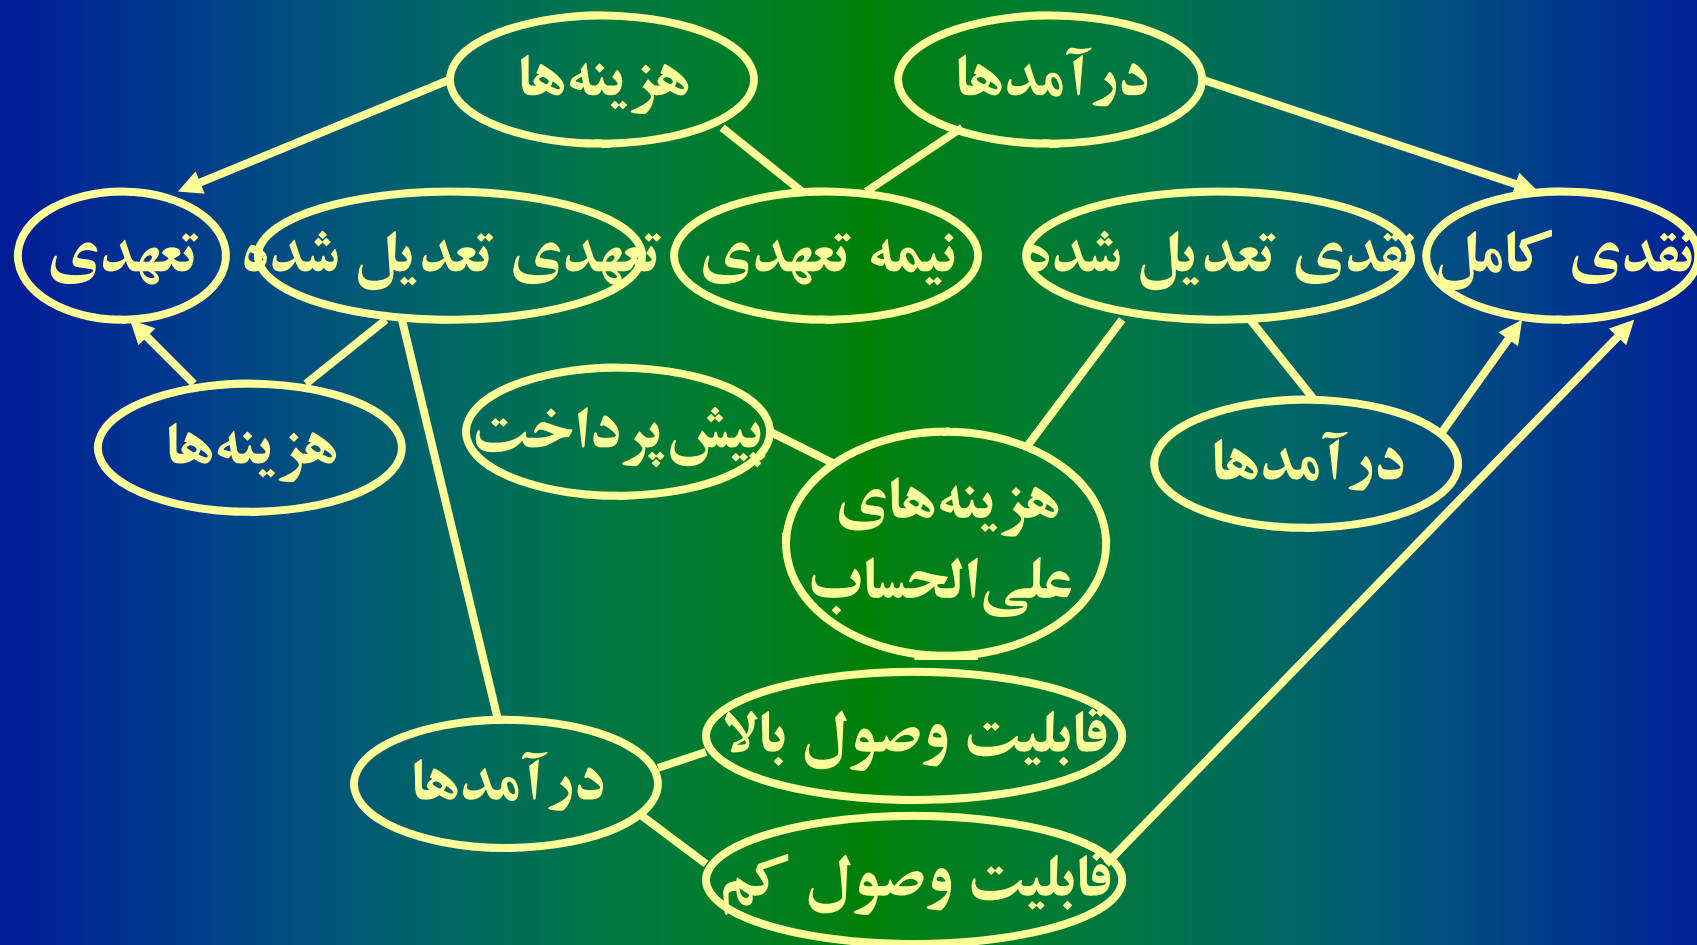 درآمدها
هزینه‌ها
نقدی کامل
نقدی تعدیل شده
نیمه تعهدی
تعهدی تعدیل شده
تعهدی
درآمدها
پیش‌پرداخت
هزینه‌ها
هزینه‌های
علی‌الحساب
قابلیت وصول بالا
درآمدها
قابلیت وصول کم